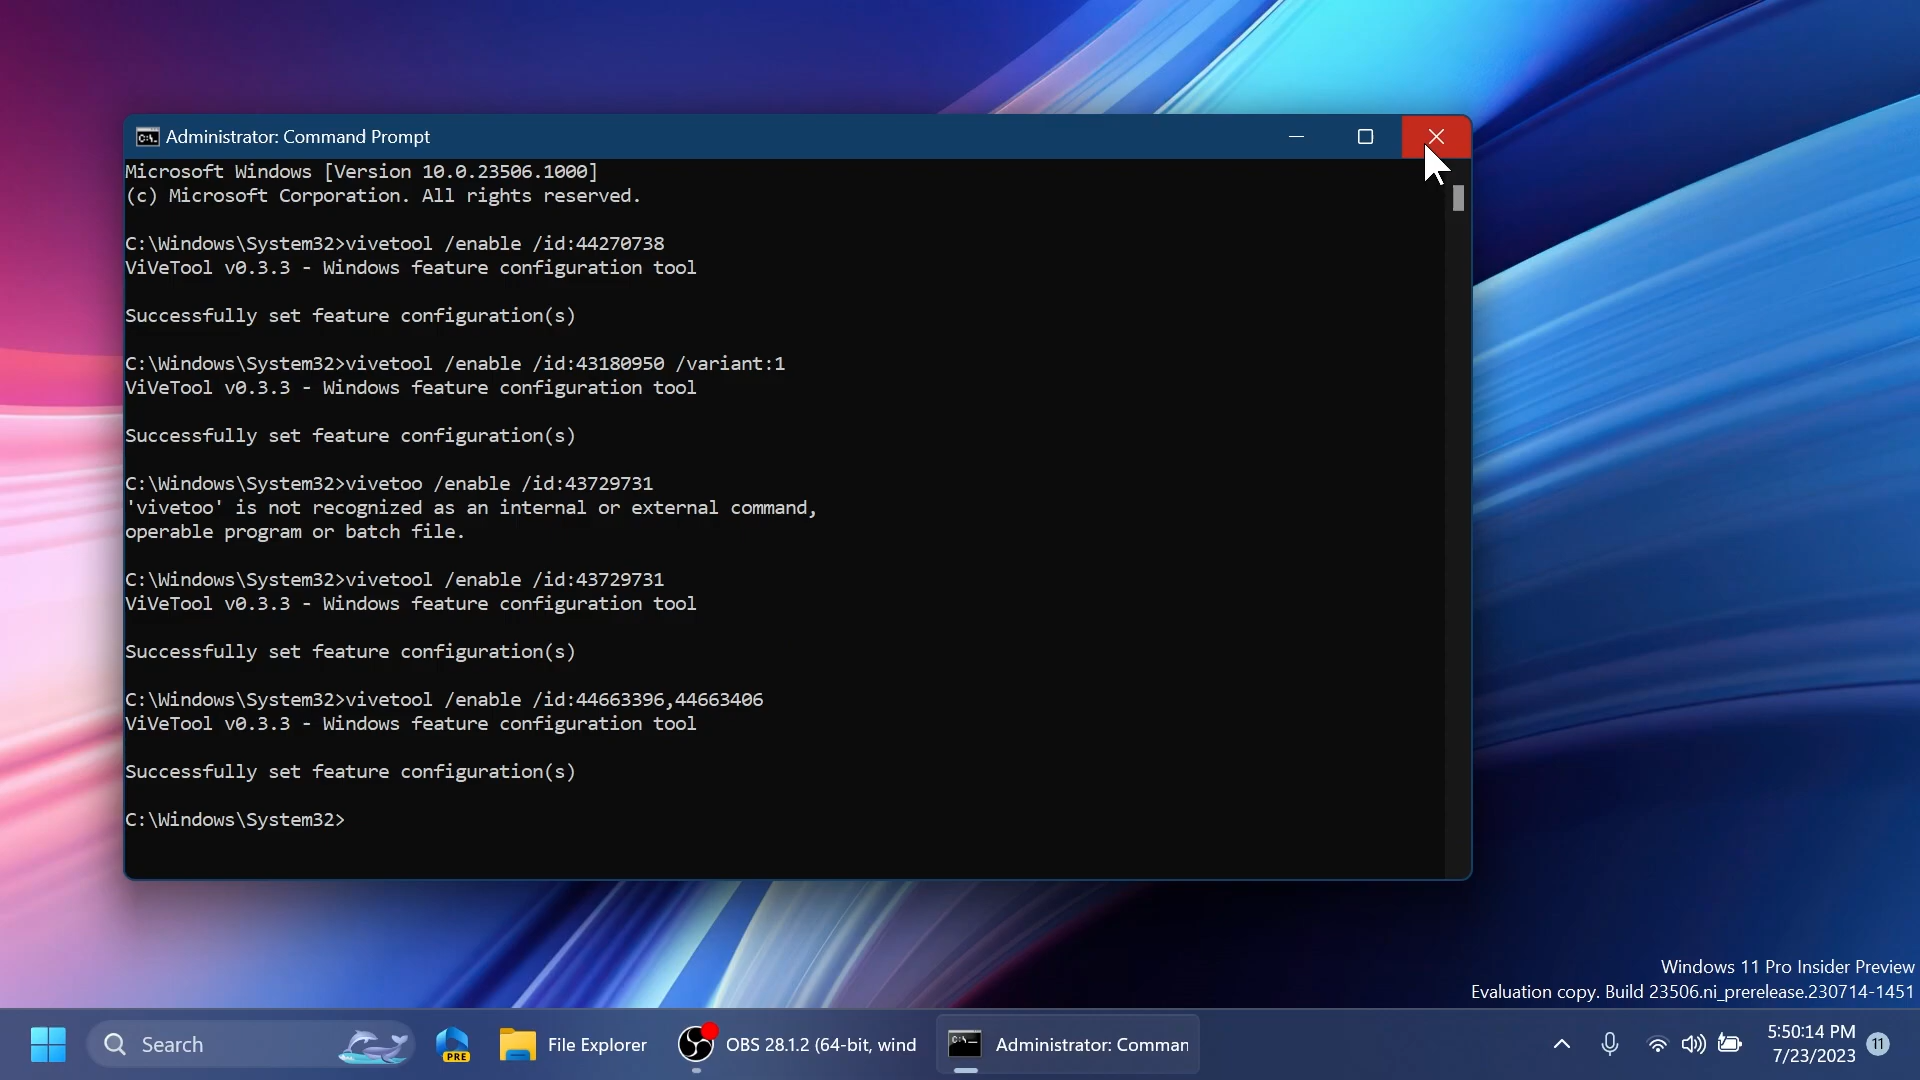 Administrator: Command Prompt
Microsoft Windows [Version 10.0.23506.1000]
(c) Microsoft Corporation. All rights reserved.
C:\Windows\System32>vivetool /enable /id:44270738
ViVeTool v0.3.3 - Windows feature configuration tool
Successfully set feature configuration(s)
C:\Windows\System32>vivetool /enable /id:43180950 /variant:1
ViVeTool v0.3.3 - Windows feature configuration tool
Successfully set feature configuration(s)
C:\Windows\System32>vivetoo /enable /id:43729731
'vivetoo' is not recognized as an internal or external command,
operable program or batch file.
C:\Windows\System32>vivetool /enable /id:43729731
ViVeTool v0.3.3 - Windows feature configuration tool
Successfully set feature configuration(s)
C:\Windows\System32>vivetool /enable /id:44663396,44663406
ViVeTool v0.3.3 - Windows feature configuration tool
Successfully set feature configuration(s)
C:\Windows\System32>
Windows 11 Pro Insider Preview
Evaluation copy. Build 23506.ni_prerelease.230714-1451
Search
PRE
File Explorer
OBS 28.1.2 (64-bit, wind
Administrator: Comman
5:50:14 PM
7/23/2023
11